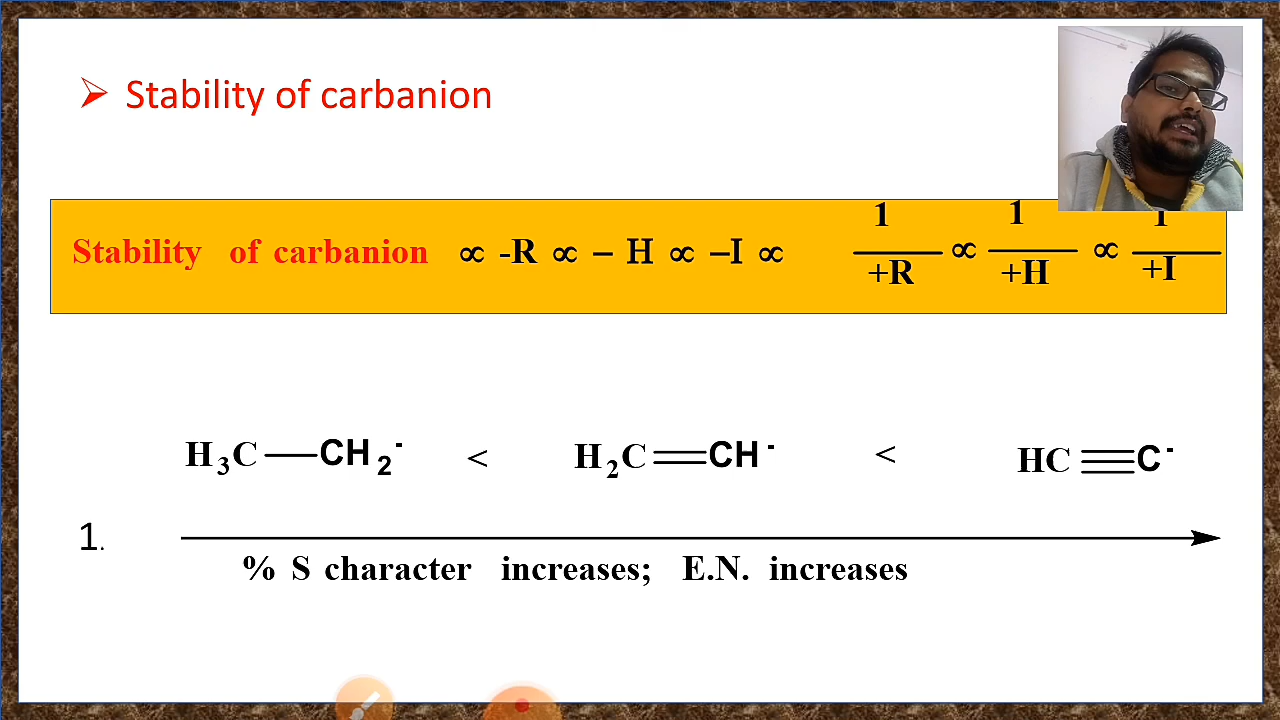 ➢ Stability of carbanion
Stability of carbanion ∝ -R ∝ – H ∝ –I ∝ 1/+R ∝ 1/+H ∝ 1/+I
H₃C—CH₂⁻ < H₂C=CH⁻ < HC≡C⁻
1.
% S character increases; E.N. increases